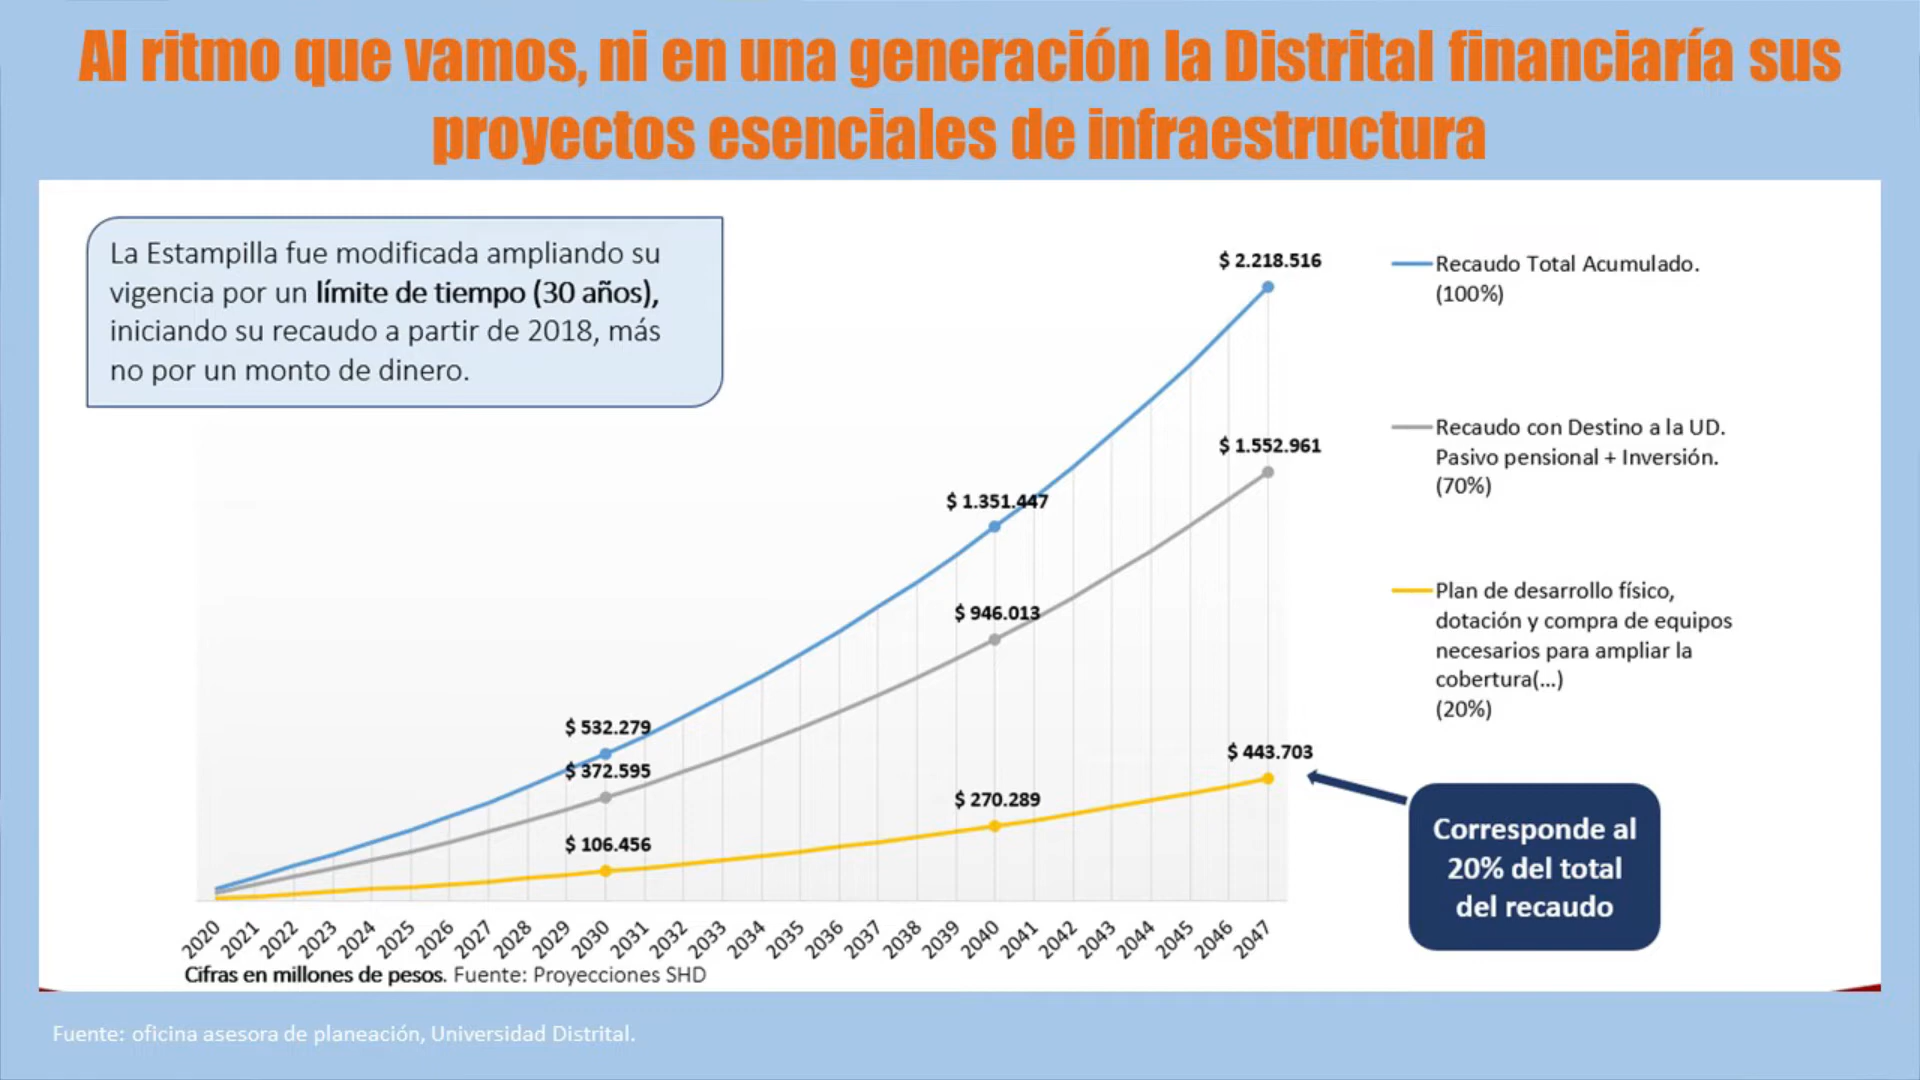 Al ritmo que vamos, ni en una generación la Distrital financiaría sus
proyectos esenciales de infraestructura
La Estampilla fue modificada ampliando su
vigencia por un límite de tiempo (30 años),
iniciando su recaudo a partir de 2018, más
no por un monto de dinero.
$ 2.218.516
$ 1.552.961
$ 1.351.447
$ 946.013
$ 532.279
$ 372.595
$ 443.703
$ 270.289
$ 106.456
Recaudo Total Acumulado.
(100%)
Recaudo con Destino a la UD.
Pasivo pensional + Inversión.
(70%)
Plan de desarrollo físico,
dotación y compra de equipos
necesarios para ampliar la
cobertura(...)
(20%)
Corresponde al
20% del total
del recaudo
2020 2021 2022 2023 2024 2025 2026 2027 2028 2029 2030 2031 2032 2033 2034 2035 2036 2037 2038 2039 2040 2041 2042 2043 2044 2045 2046 2047
Cifras en millones de pesos. Fuente: Proyecciones SHD
Fuente: oficina asesora de planeación, Universidad Distrital.